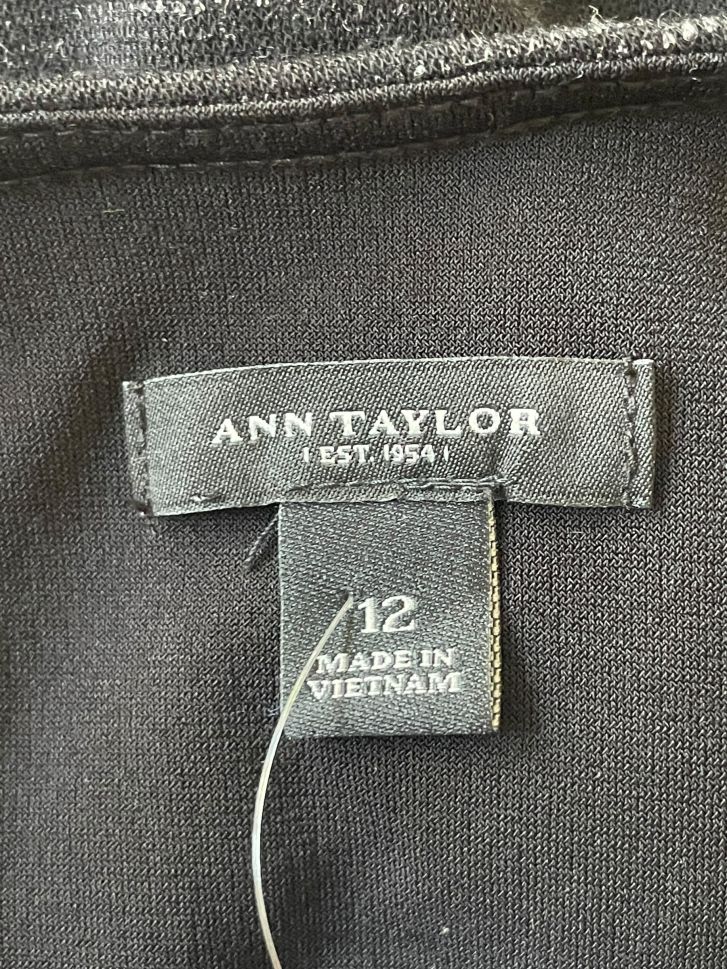 ANN TAYLOR
| EST. 1954 |
12
MADE IN
VIETNAM